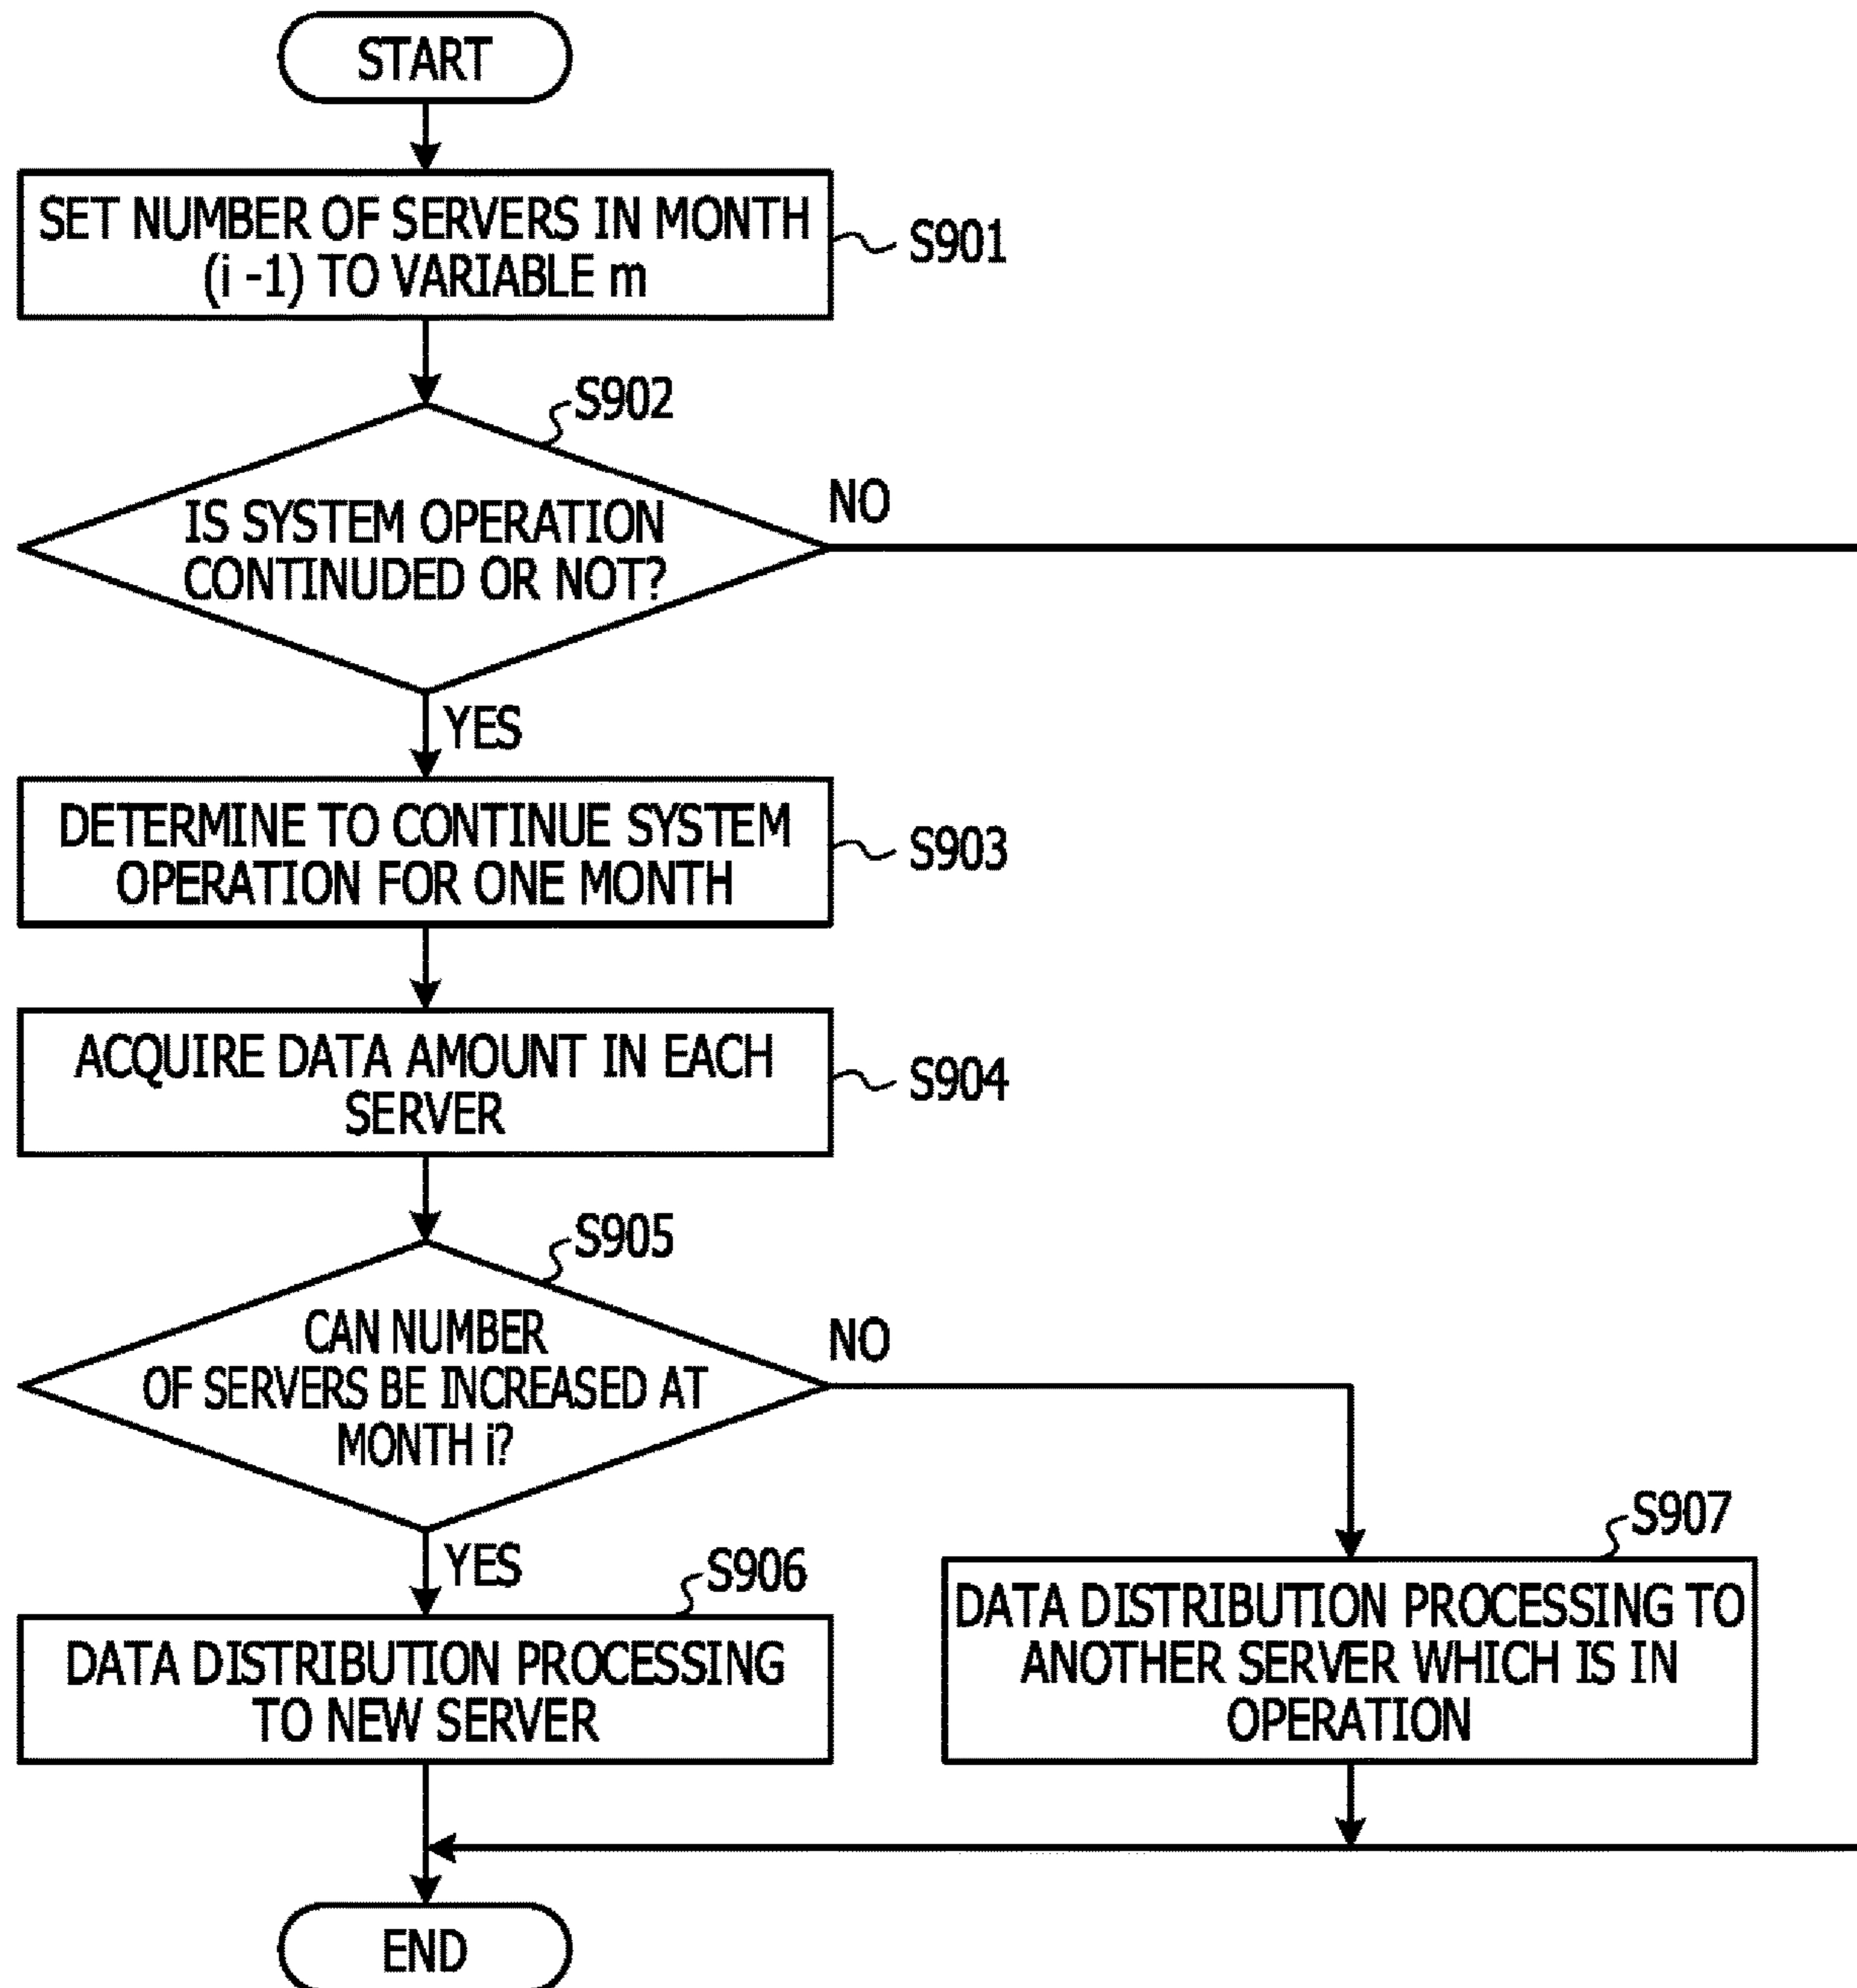 START
SET NUMBER OF SERVERS IN MONTH
(i -1) TO VARIABLE m
S901
S902
IS SYSTEM OPERATION
CONTINUDED OR NOT?
NO
YES
DETERMINE TO CONTINUE SYSTEM
OPERATION FOR ONE MONTH
S903
ACQUIRE DATA AMOUNT IN EACH
SERVER
S904
S905
CAN NUMBER
OF SERVERS BE INCREASED AT
MONTH i?
NO
YES
S906
DATA DISTRIBUTION PROCESSING
TO NEW SERVER
S907
DATA DISTRIBUTION PROCESSING TO
ANOTHER SERVER WHICH IS IN
OPERATION
END